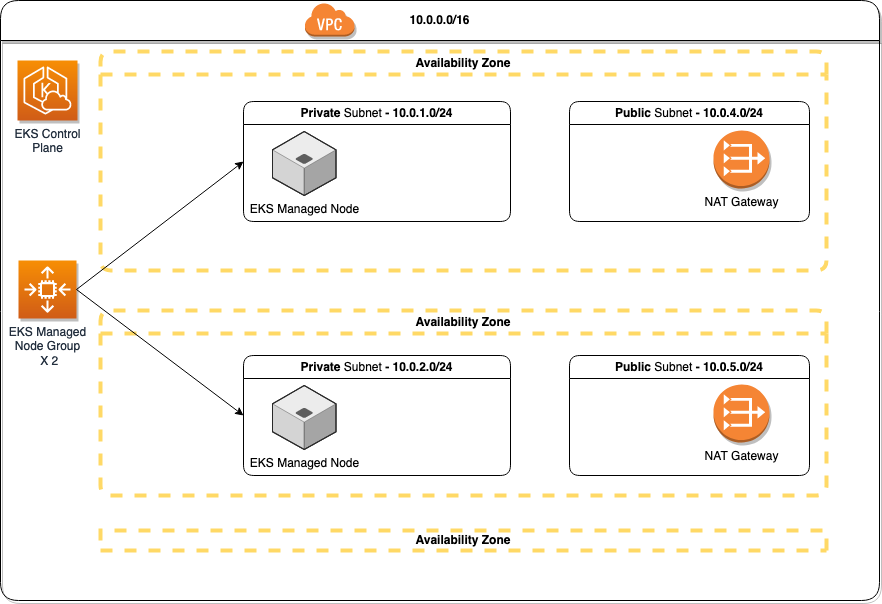 VPC
10.0.0.0/16
Availability Zone
EKS Control
Plane
Private Subnet - 10.0.1.0/24
Public Subnet - 10.0.4.0/24
K
EKS Managed Node
NAT Gateway
EKS Managed
Node Group
X 2
Availability Zone
Private Subnet - 10.0.2.0/24
Public Subnet - 10.0.5.0/24
EKS Managed Node
NAT Gateway
Availability Zone